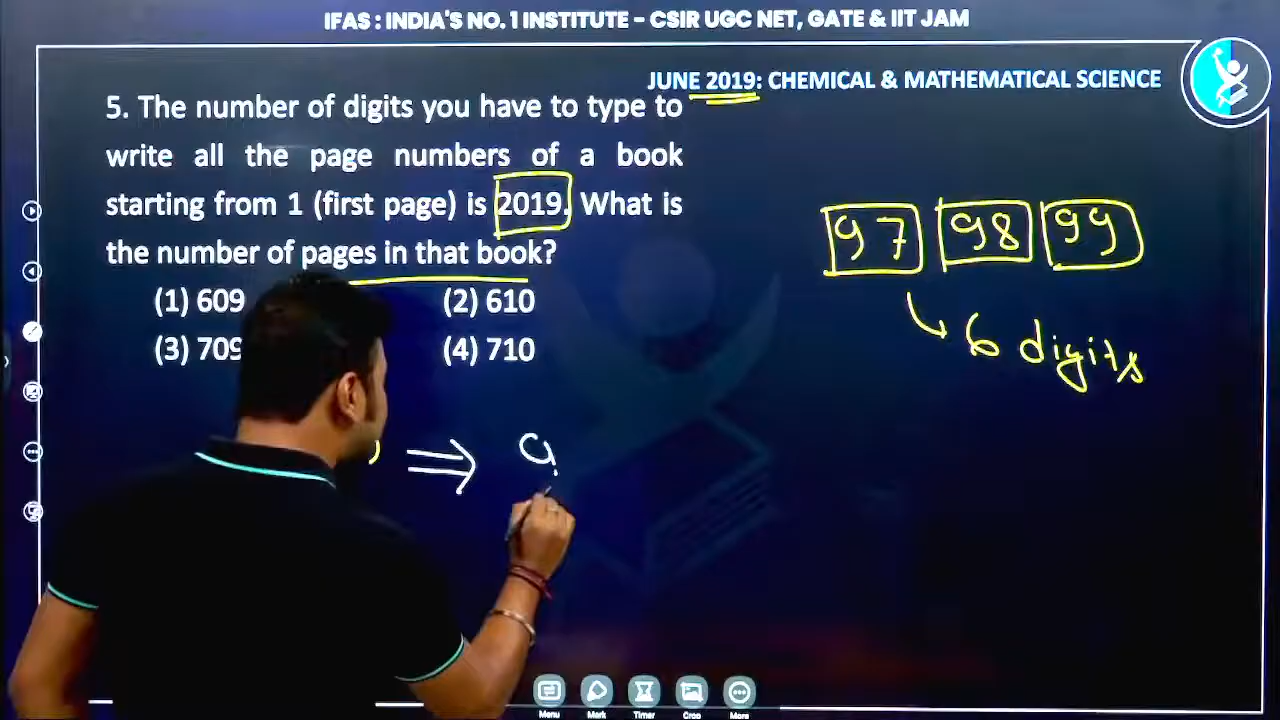 IFAS : INDIA'S NO. 1 INSTITUTE – CSIR UGC NET, GATE & IIT JAM
JUNE 2019: CHEMICAL & MATHEMATICAL SCIENCE
5. The number of digits you have to type to
write all the page numbers of a book
starting from 1 (first page) is 2019. What is
the number of pages in that book?
(1) 609 (2) 610
(3) 709 (4) 710
97 98 99
6 digits
⇒ 9
Menu Mark Timer Crop More